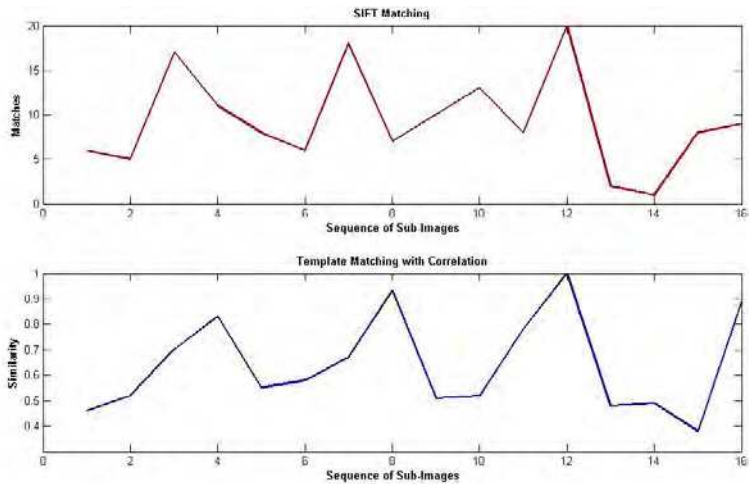 SIFT Matching
20
15
10
5
0
Matches
0 2 4 6 8 10 12 14 16
Sequence of Sub-Images
Template Matching with Correlation
1
0.9
0.8
0.7
0.6
0.5
0.4
Similarity
0 2 4 6 8 10 12 14 16
Sequence of Sub-Images